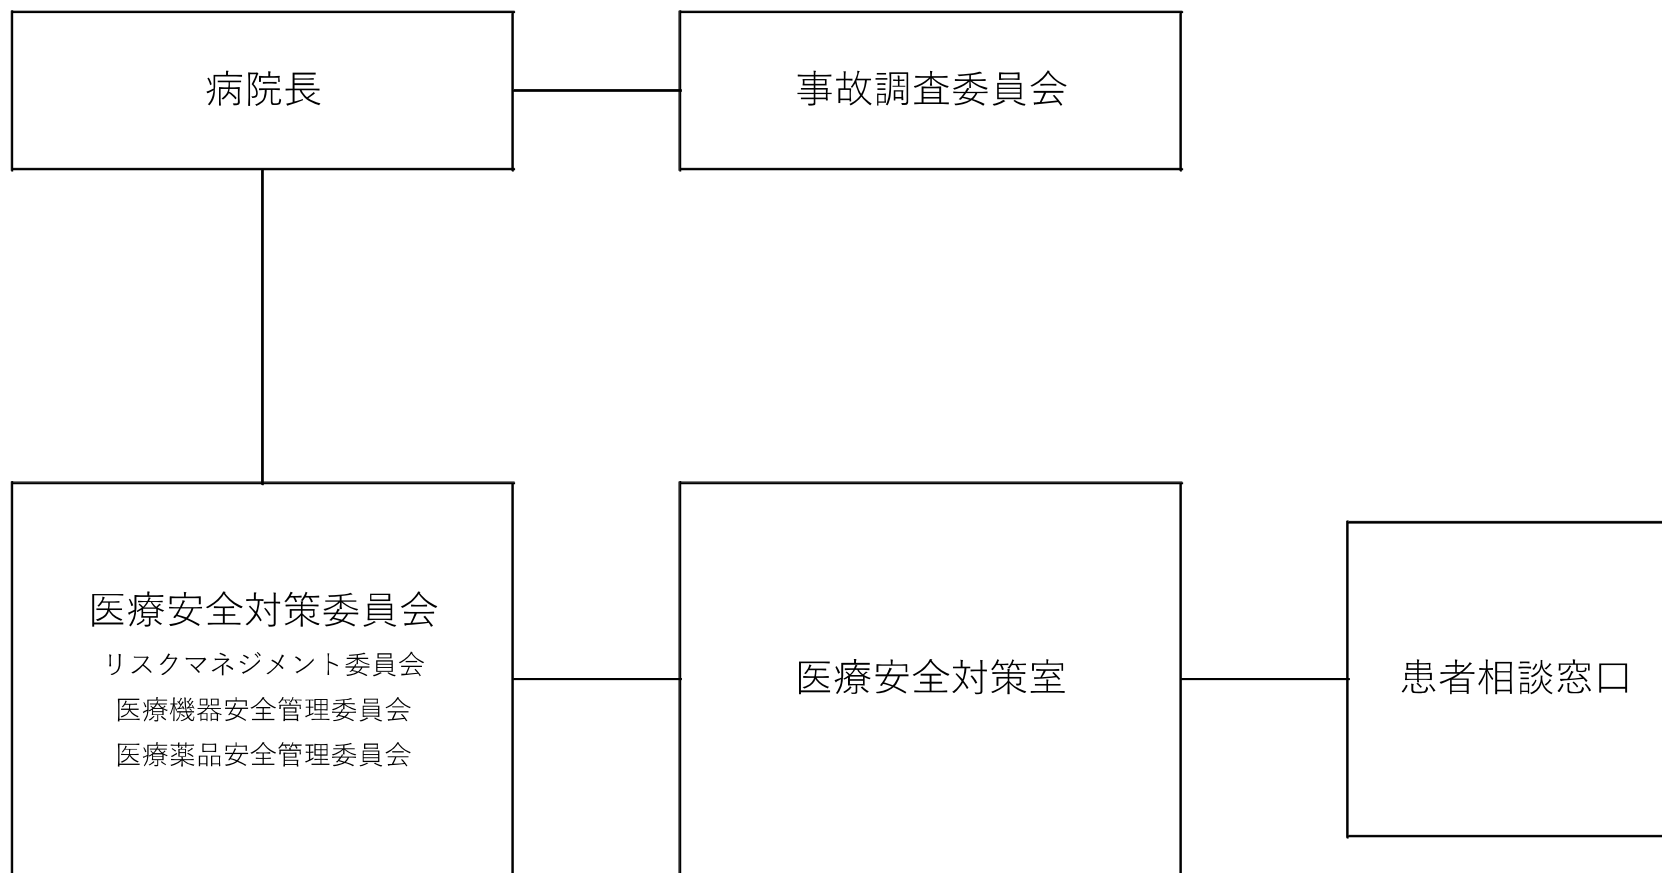 病院長
事故調査委員会
医療安全対策委員会
リスクマネジメント委員会
医療機器安全管理委員会
医療薬品安全管理委員会
医療安全対策室
患者相談窓口